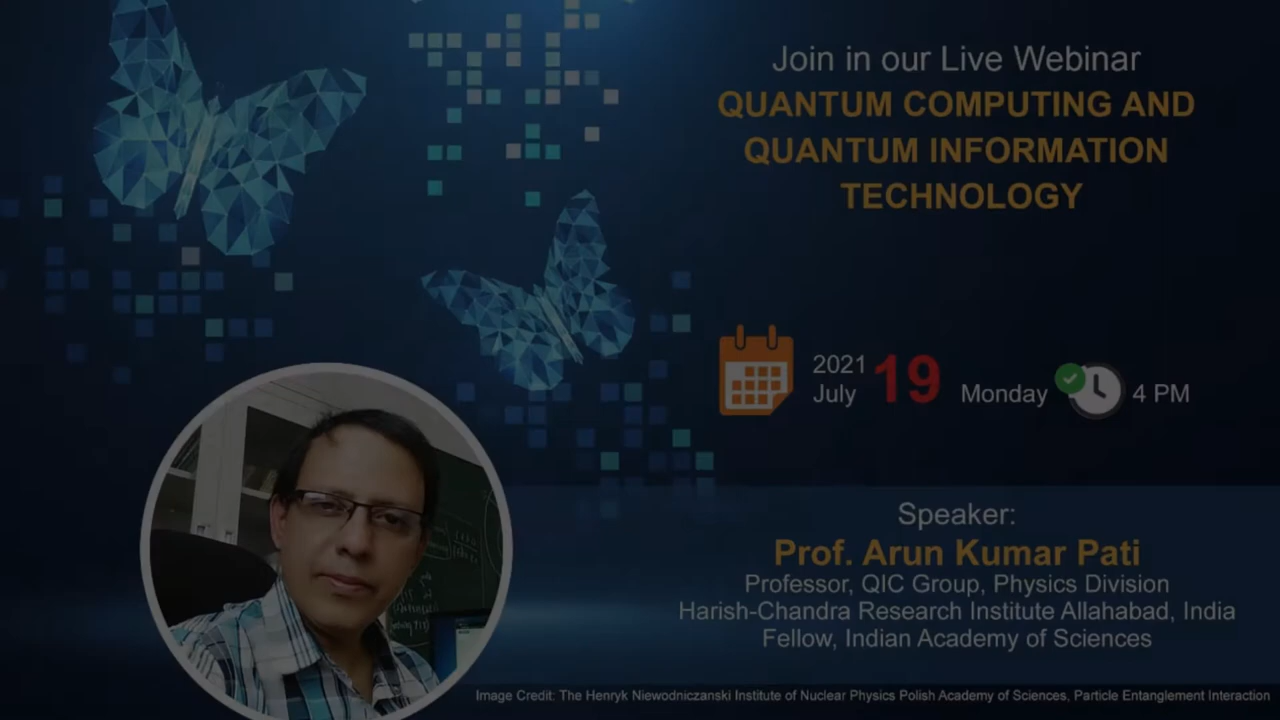 Join in our Live Webinar
QUANTUM COMPUTING AND
QUANTUM INFORMATION
TECHNOLOGY
2021
July 19 Monday 4 PM
Speaker:
Prof. Arun Kumar Pati
Professor, QIC Group, Physics Division
Harish-Chandra Research Institute Allahabad, India
Fellow, Indian Academy of Sciences
Image Credit: The Henryk Niewodniczanski Institute of Nuclear Physics Polish Academy of Sciences, Particle Entanglement Interaction